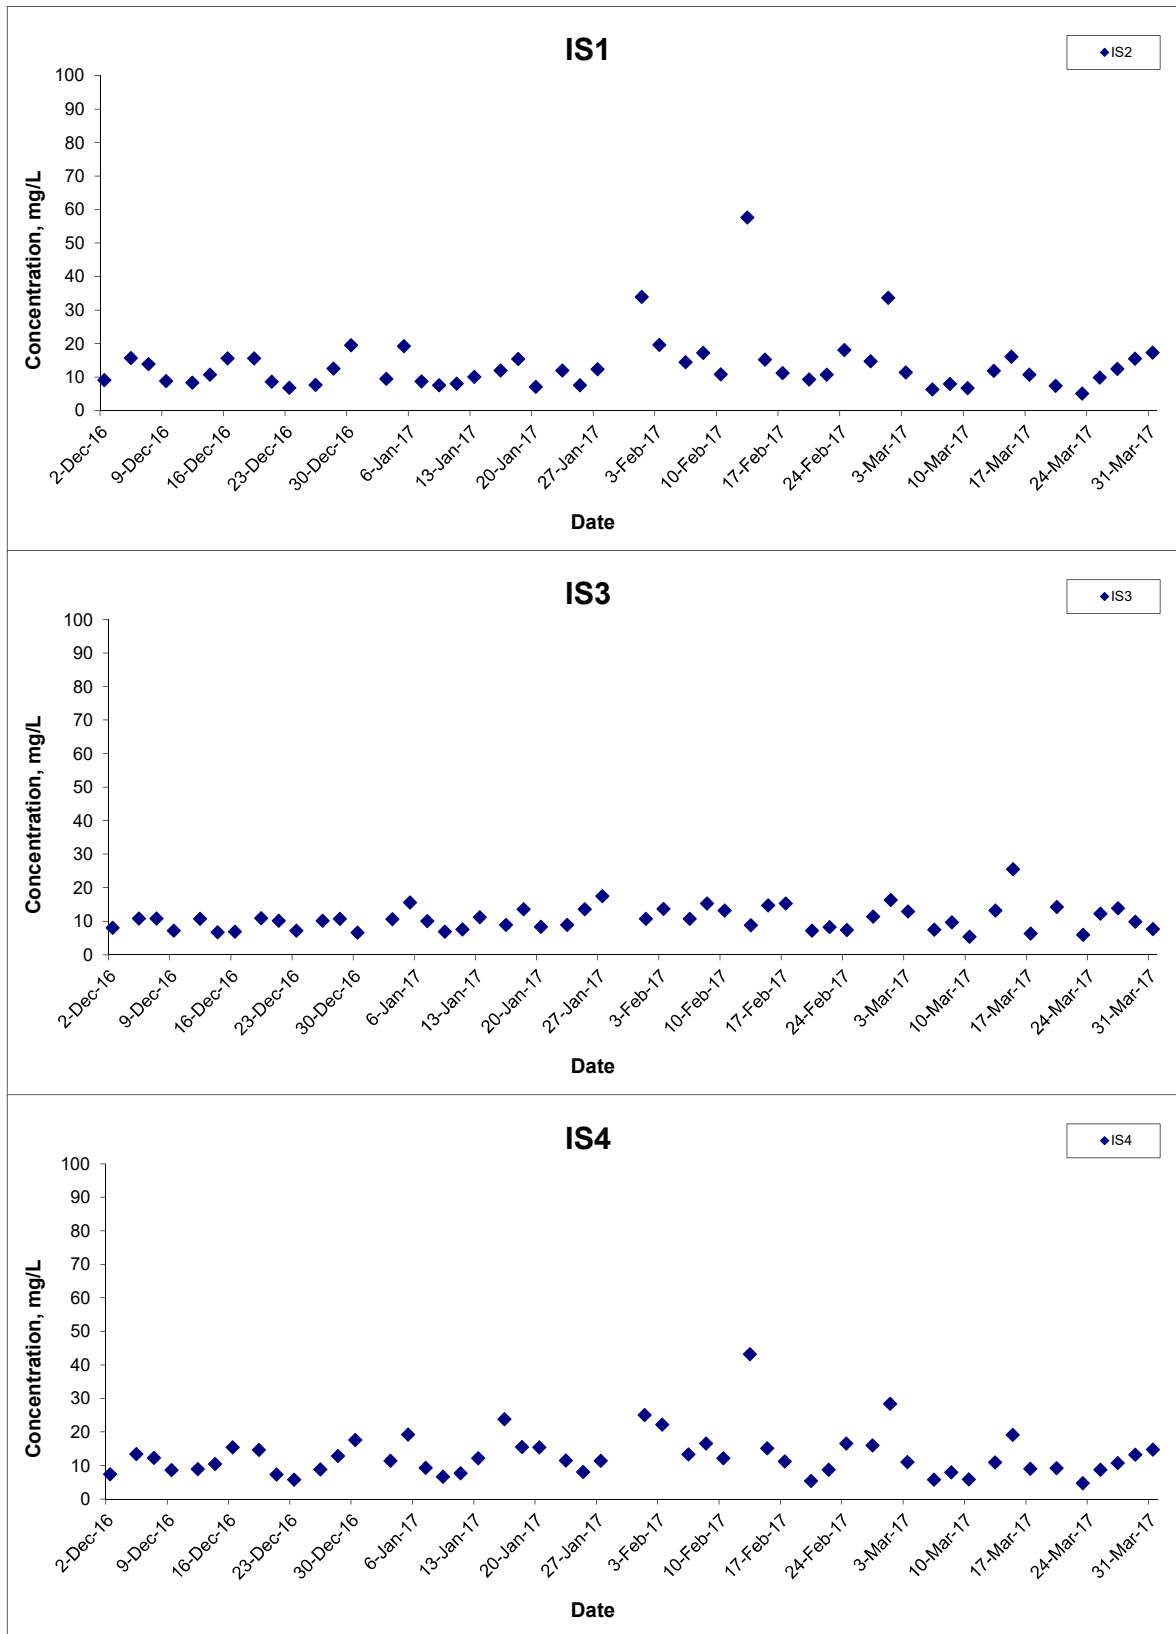 IS1
IS2
100
90
80
70
60
50
40
30
20
10
0
Concentration, mg/L
2-Dec-16
9-Dec-16
16-Dec-16
23-Dec-16
30-Dec-16
6-Jan-17
13-Jan-17
20-Jan-17
27-Jan-17
3-Feb-17
10-Feb-17
17-Feb-17
24-Feb-17
3-Mar-17
10-Mar-17
17-Mar-17
24-Mar-17
31-Mar-17
Date
IS3
IS3
100
90
80
70
60
50
40
30
20
10
0
Concentration, mg/L
2-Dec-16
9-Dec-16
16-Dec-16
23-Dec-16
30-Dec-16
6-Jan-17
13-Jan-17
20-Jan-17
27-Jan-17
3-Feb-17
10-Feb-17
17-Feb-17
24-Feb-17
3-Mar-17
10-Mar-17
17-Mar-17
24-Mar-17
31-Mar-17
Date
IS4
IS4
100
90
80
70
60
50
40
30
20
10
0
Concentration, mg/L
2-Dec-16
9-Dec-16
16-Dec-16
23-Dec-16
30-Dec-16
6-Jan-17
13-Jan-17
20-Jan-17
27-Jan-17
3-Feb-17
10-Feb-17
17-Feb-17
24-Feb-17
3-Mar-17
10-Mar-17
17-Mar-17
24-Mar-17
31-Mar-17
Date